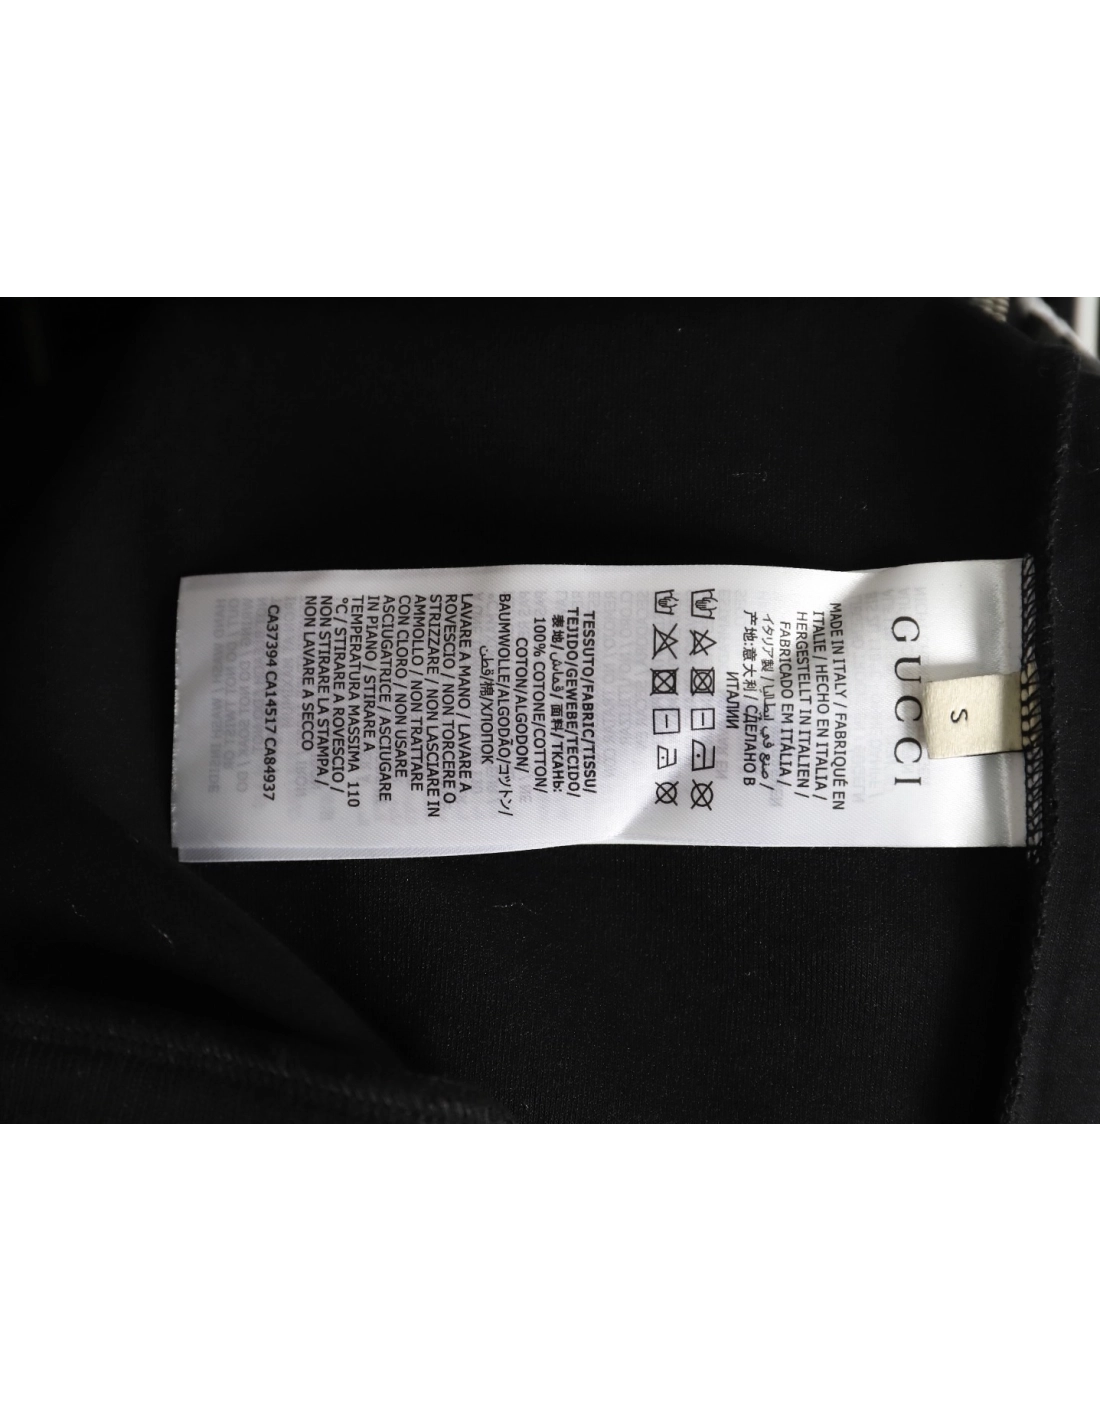 GUCCI
S
MADE IN ITALY / FABRIQUÉ EN
ITALIE / HECHO EN ITALIA /
HERGESTELLT IN ITALIEN /
FABRICADO EM ITÁLIA /
イタリア製 / صنع في ايطاليا /
产地:意大利 / СДЕЛАНО В
ИТАЛИИ
TESSUTO/FABRIC/TISSU/
TEJIDO/GEWEBE/TECIDO/
表地/ قماش/ 面料/ТКАНЬ:
100% COTONE/COTTON/
COTON/ALGODON/
BAUMWOLLE/ALGODÃO/コットン/
قطن/棉/ХЛОПОК
LAVARE A MANO / LAVARE A
ROVESCIO / NON TORCERE O
STRIZZARE / NON LASCIARE IN
AMMOLLO / NON TRATTARE
CON CLORO / NON USARE
ASCIUGATRICE / ASCIUGARE
IN PIANO / STIRARE A
TEMPERATURA MASSIMA 110
°C / STIRARE A ROVESCIO /
NON STIRARE LA STAMPA /
NON LAVARE A SECCO
CA37394 CA145517 CA84937